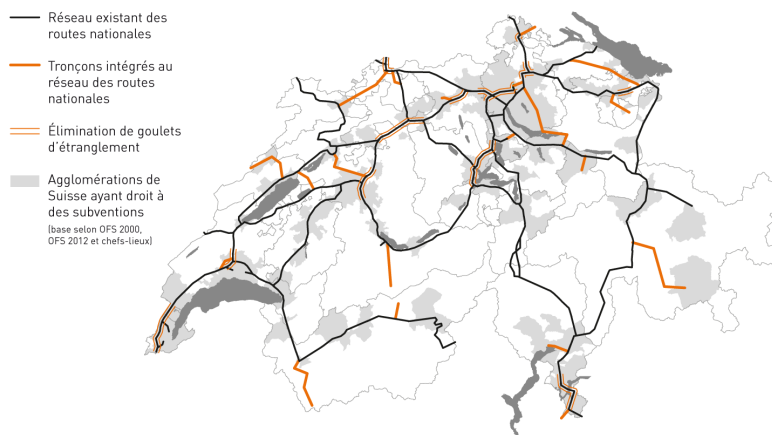 Réseau existant des
routes nationales
Tronçons intégrés au
réseau des routes
nationales
Élimination de goulets
d'étranglement
Agglomérations de
Suisse ayant droit à
des subventions
(base selon OFS 2000,
OFS 2012 et chefs-lieux)